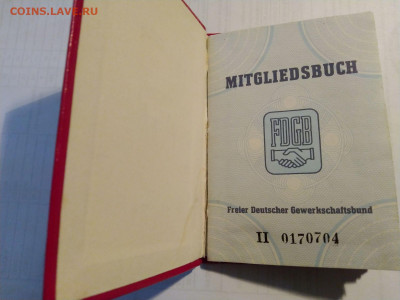 COINS.LAVE.RU
MITGLIEDSBUCH
FDGB
Freier Deutscher Gewerkschaftsbund
II 0170704